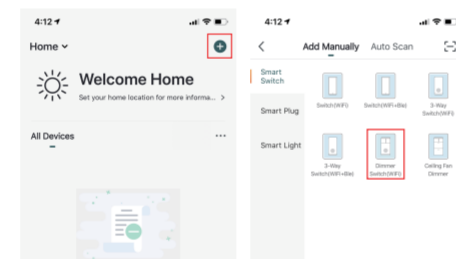 4:12
Home
Welcome Home
Set your home location for more informa... >
All Devices
...
4:12
Add Manually Auto Scan
Smart
Switch
Switch(WiFi)
Switch(WiFi+Ble)
3-Way
Switch(WiFi)
Smart Plug
Smart Light
3-Way
Switch(WiFi+Ble)
Dimmer
Switch(WiFi)
Ceiling Fan
Dimmer